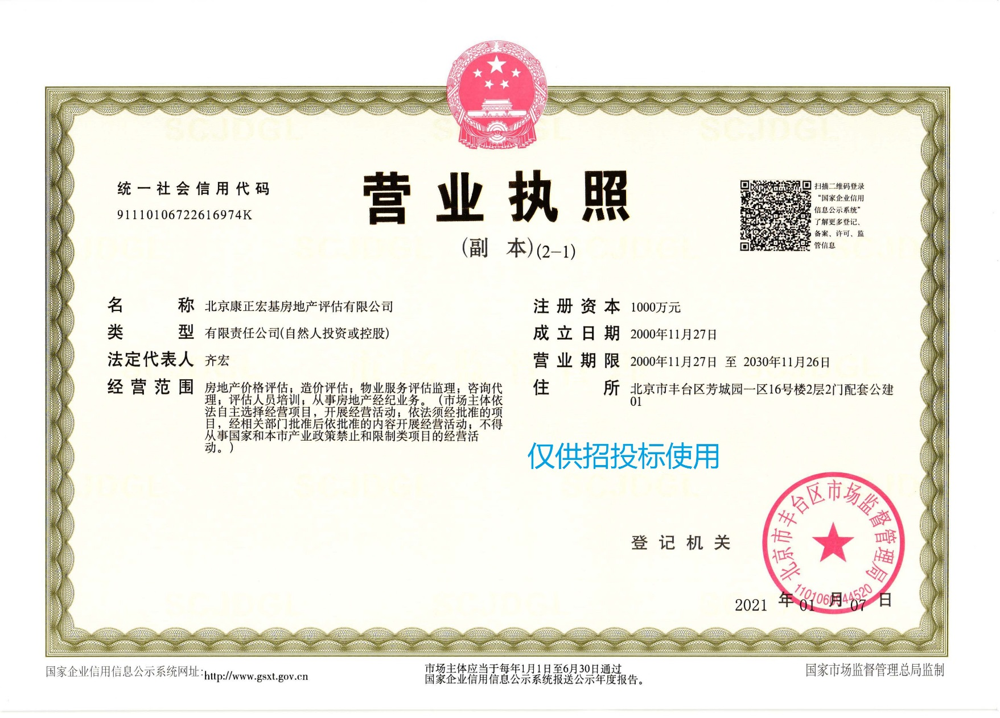 统一社会信用代码
91110106722616974K
营业执照
(副 本)(2-1)
扫描二维码登录
“国家企业信用
信息公示系统”
了解更多登记、
备案、许可、监
管信息
名 称 北京康正宏基房地产评估有限公司
类 型 有限责任公司(自然人投资或控股)
法定代表人 齐宏
经营范围 房地产价格评估；造价评估；物业服务评估监理；咨询代
理；评估人员培训；从事房地产经纪业务。（市场主体依
法自主选择经营项目，开展经营活动；依法须经批准的项
目，经相关部门批准后依批准的内容开展经营活动；不得
从事国家和本市产业政策禁止和限制类项目的经营活
动。）
注册资本 1000万元
成立日期 2000年11月27日
营业期限 2000年11月27日 至 2030年11月26日
住 所 北京市丰台区芳城园一区16号楼2层2门配套公建
01
仅供招投标使用
登记机关
北京市丰台区市场监督管理局
1101060944520
2021 年 01 月 07 日
国家企业信用信息公示系统网址:http://www.gsxt.gov.cn
市场主体应当于每年1月1日至6月30日通过
国家企业信用信息公示系统报送公示年度报告。
国家市场监督管理总局监制
SCJDGL